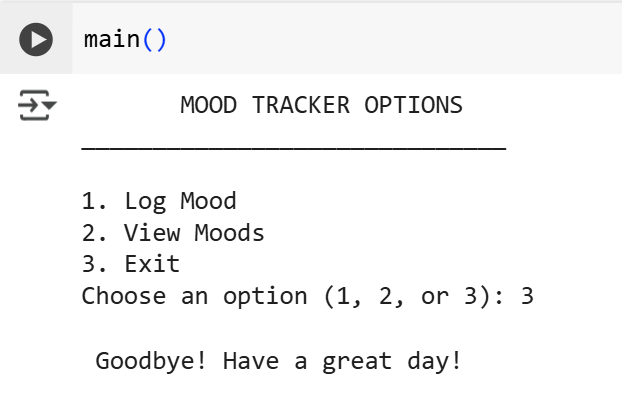 main()
MOOD TRACKER OPTIONS
______________________________
1. Log Mood
2. View Moods
3. Exit
Choose an option (1, 2, or 3): 3
Goodbye! Have a great day!